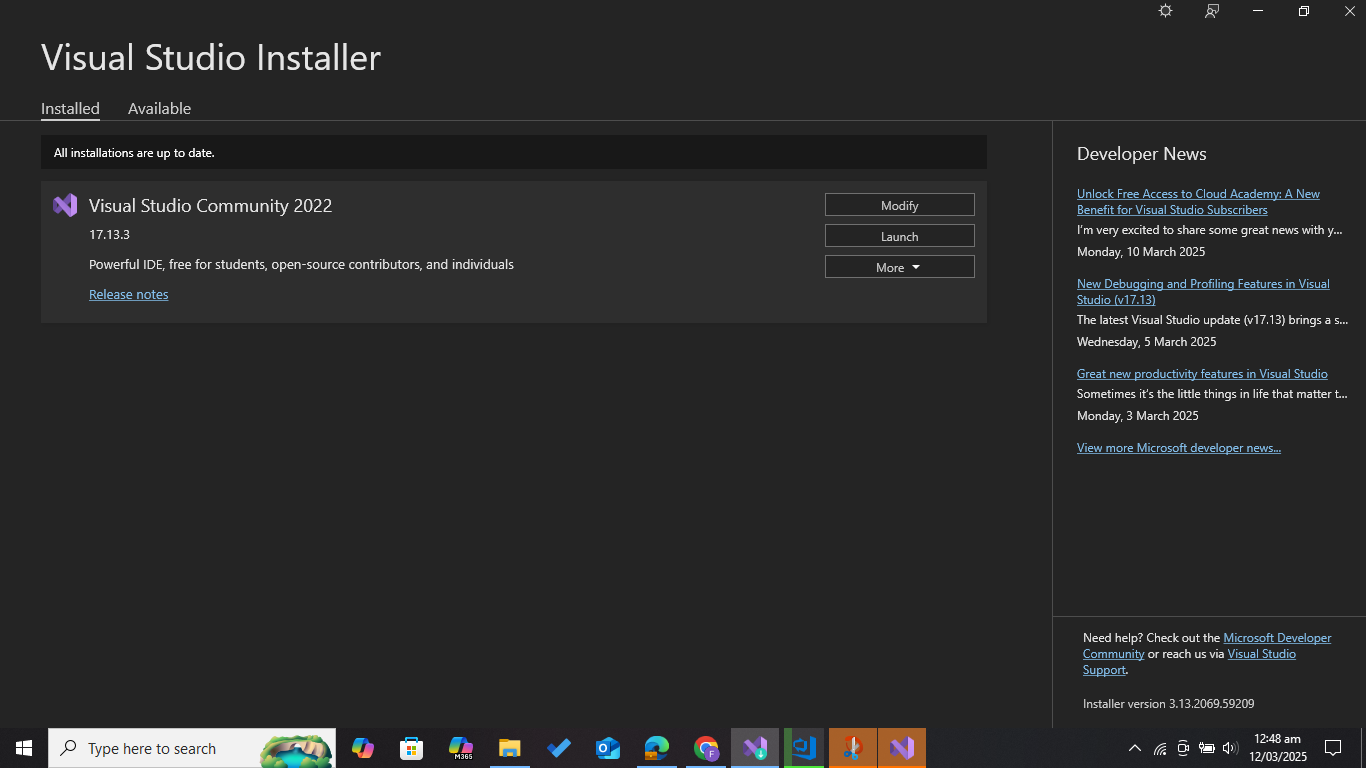 Visual Studio Installer
Installed
Available
All installations are up to date.
Visual Studio Community 2022
17.13.3
Powerful IDE, free for students, open-source contributors, and individuals
Release notes
Modify
Launch
More
Developer News
Unlock Free Access to Cloud Academy: A New
Benefit for Visual Studio Subscribers
I'm very excited to share some great news with y...
Monday, 10 March 2025
New Debugging and Profiling Features in Visual
Studio (v17.13)
The latest Visual Studio update (v17.13) brings a s...
Wednesday, 5 March 2025
Great new productivity features in Visual Studio
Sometimes it's the little things in life that matter t...
Monday, 3 March 2025
View more Microsoft developer news...
Need help? Check out the Microsoft Developer
Community or reach us via Visual Studio
Support.
Installer version 3.13.2069.59209
Type here to search
M365
F
12:48 am
12/03/2025